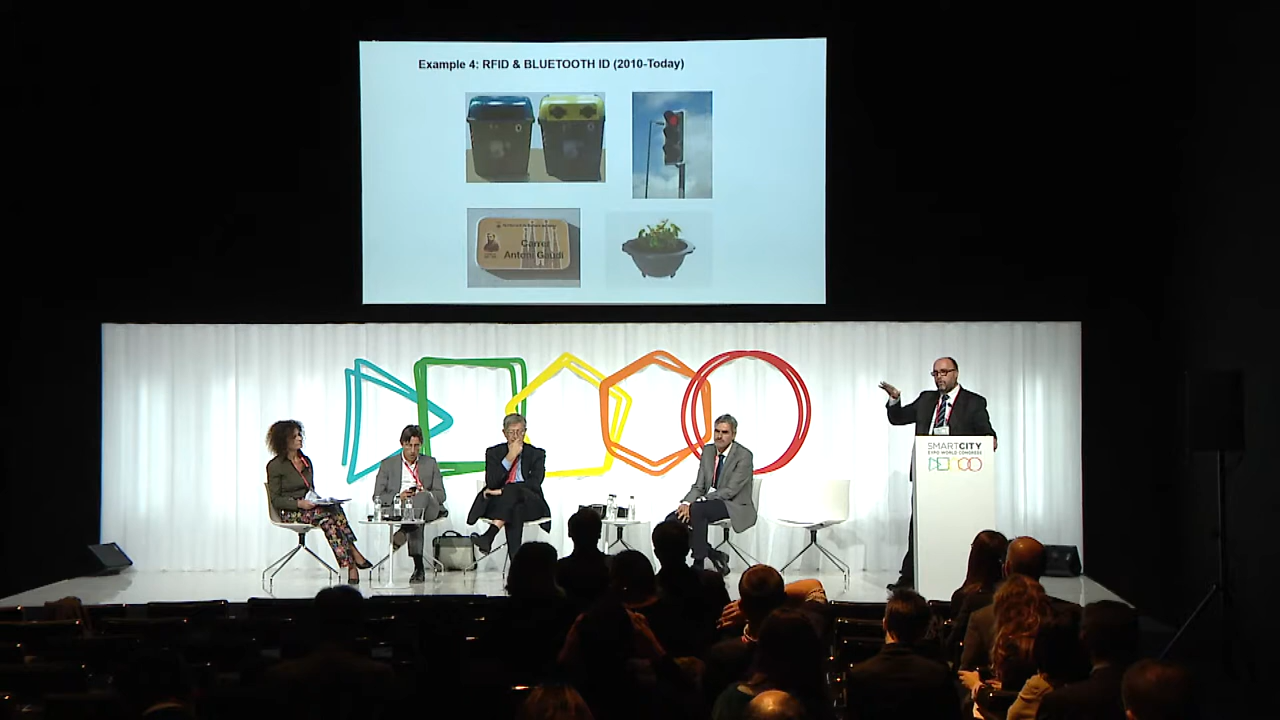 Example 4: RFID & BLUETOOTH ID (2010-Today)
Carrer
Antoni Gaudí
SMARTCITY
EXPO WORLD CONGRESS